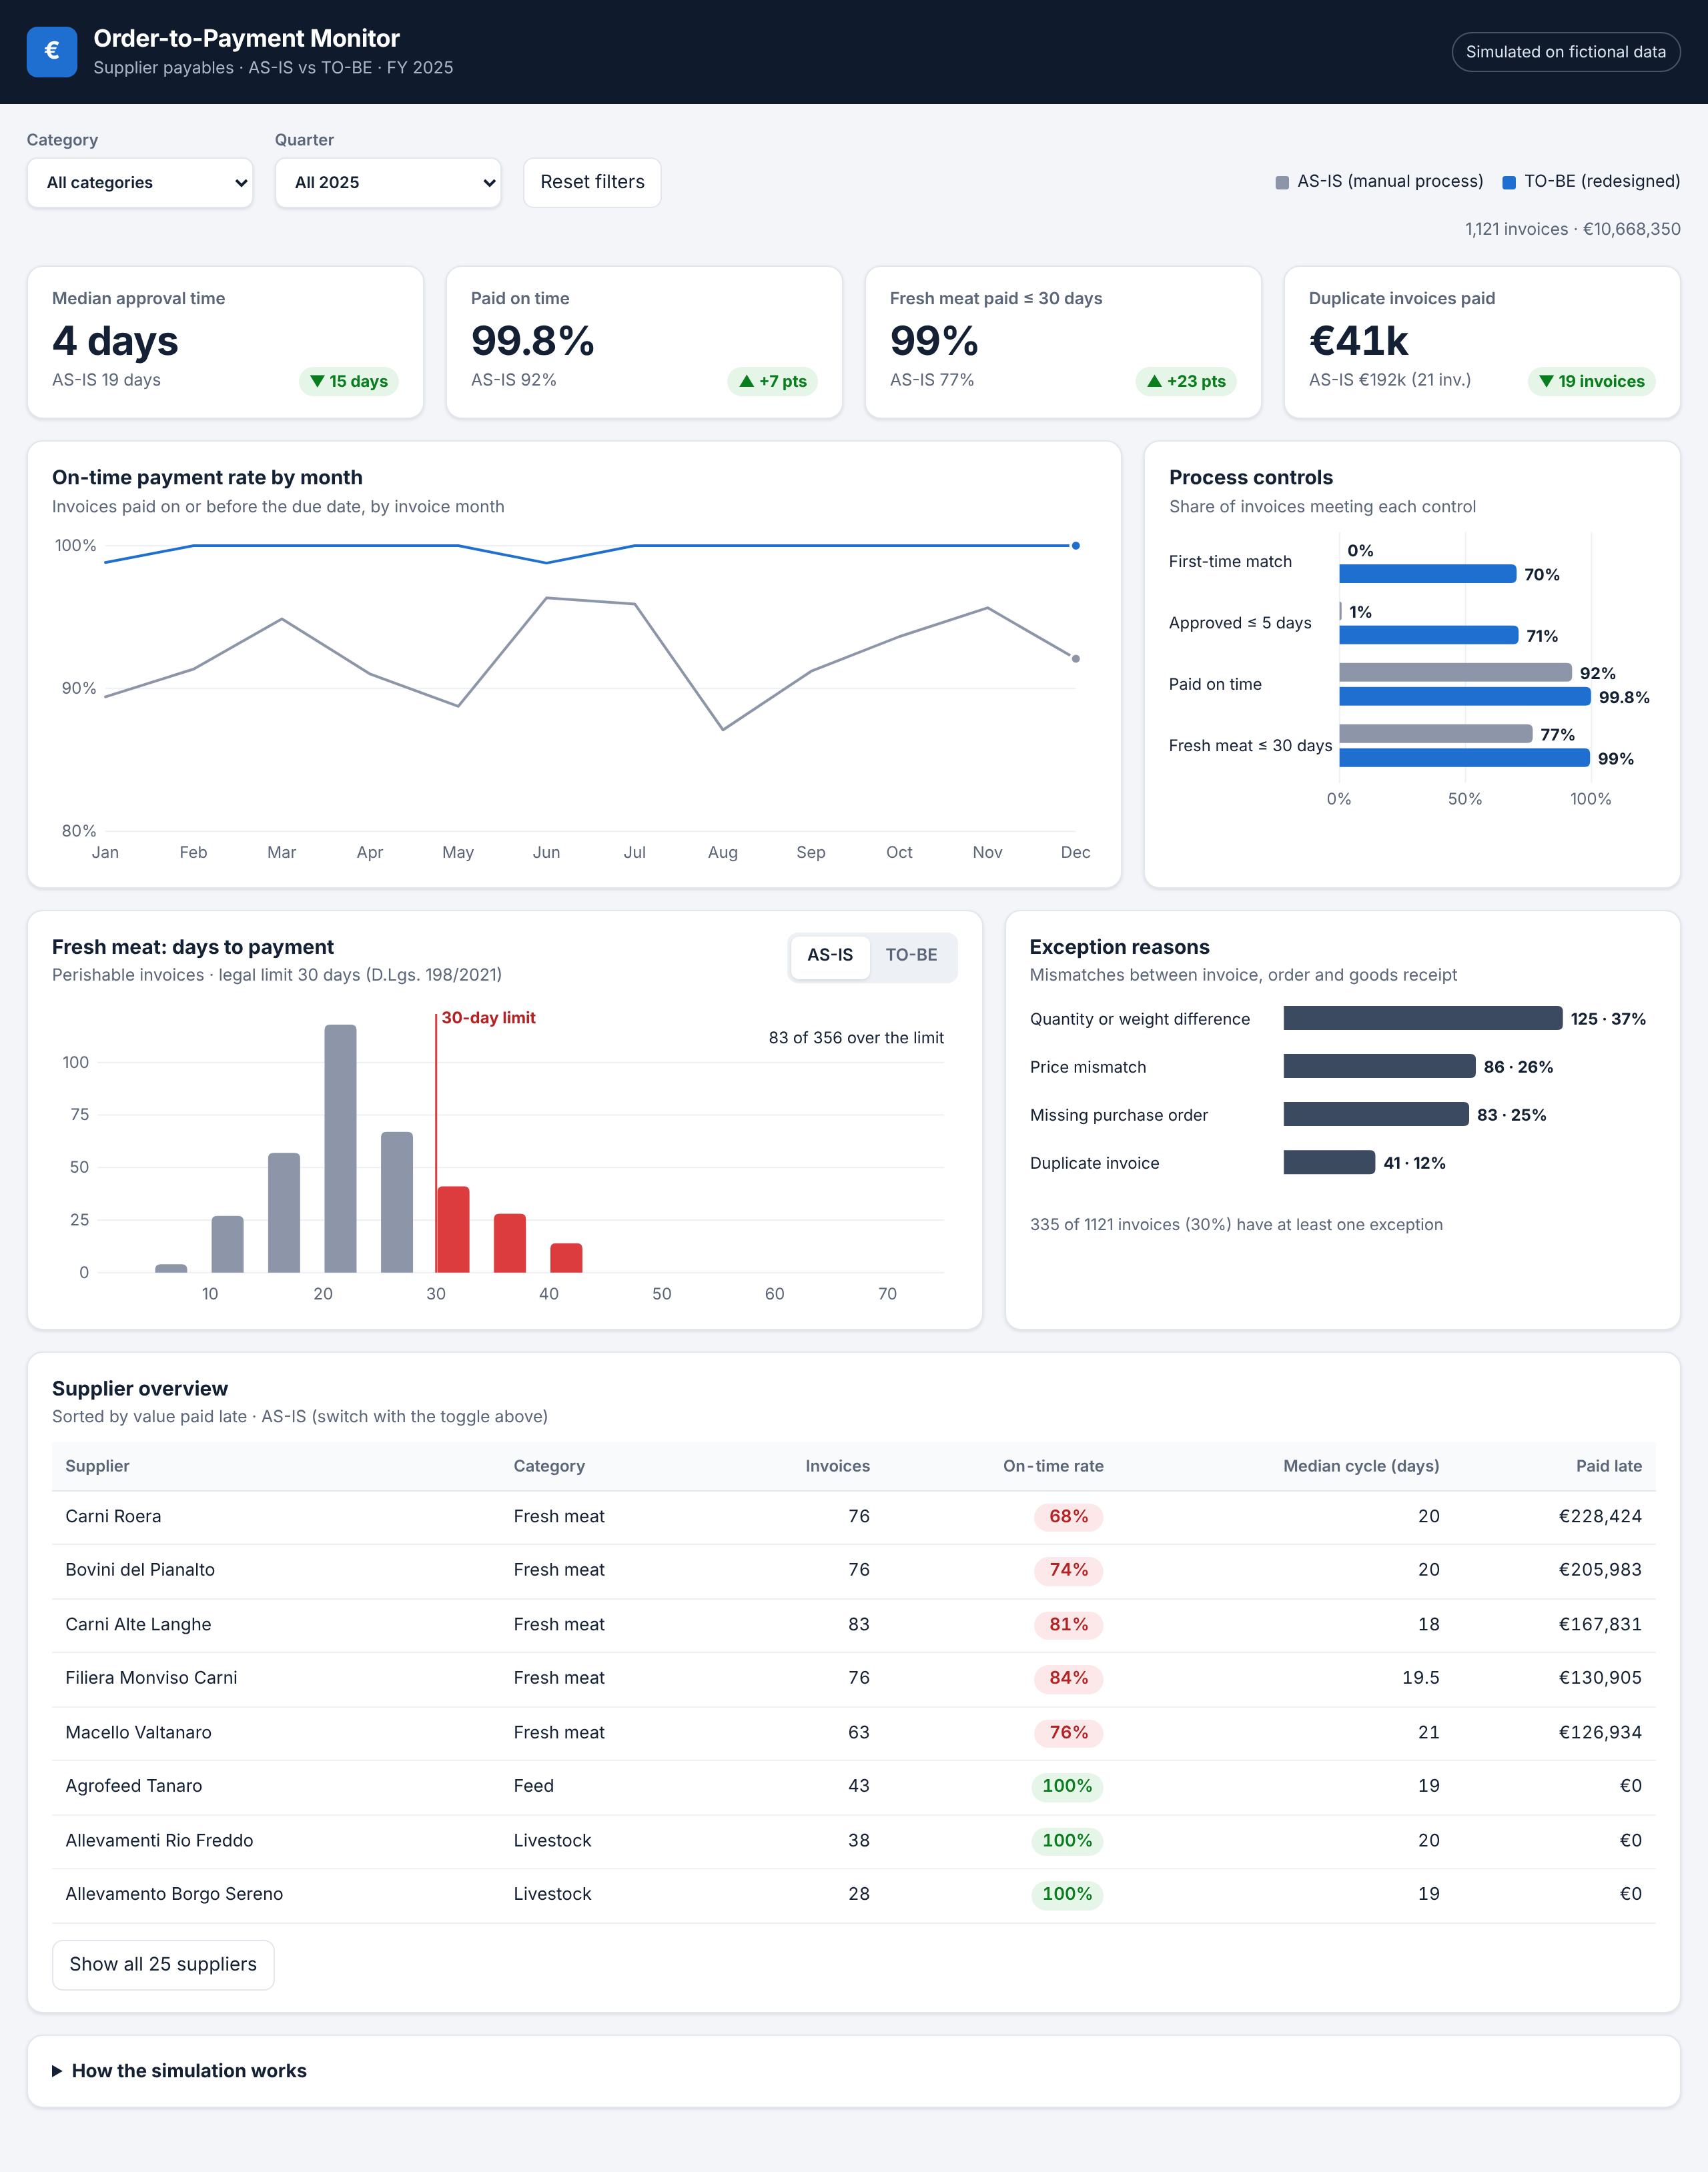 €
Order-to-Payment Monitor
Supplier payables · AS-IS vs TO-BE · FY 2025
Simulated on fictional data
Category
Quarter
All categories
All 2025
Reset filters
AS-IS (manual process)
TO-BE (redesigned)
1,121 invoices · €10,668,350
Median approval time
4 days
AS-IS 19 days
▼ 15 days
Paid on time
99.8%
AS-IS 92%
▲ +7 pts
Fresh meat paid ≤ 30 days
99%
AS-IS 77%
▲ +23 pts
Duplicate invoices paid
€41k
AS-IS €192k (21 inv.)
▼ 19 invoices
On-time payment rate by month
Invoices paid on or before the due date, by invoice month
100%
90%
80%
Jan Feb Mar Apr May Jun Jul Aug Sep Oct Nov Dec
Process controls
Share of invoices meeting each control
First-time match
0%
70%
Approved ≤ 5 days
1%
71%
Paid on time
92%
99.8%
Fresh meat ≤ 30 days
77%
99%
0% 50% 100%
Fresh meat: days to payment
Perishable invoices · legal limit 30 days (D.Lgs. 198/2021)
AS-IS
TO-BE
30-day limit
83 of 356 over the limit
100
75
50
25
0
10 20 30 40 50 60 70
Exception reasons
Mismatches between invoice, order and goods receipt
Quantity or weight difference 125 · 37%
Price mismatch 86 · 26%
Missing purchase order 83 · 25%
Duplicate invoice 41 · 12%
335 of 1121 invoices (30%) have at least one exception
Supplier overview
Sorted by value paid late · AS-IS (switch with the toggle above)
Supplier Category Invoices On-time rate Median cycle (days) Paid late
Carni Roera Fresh meat 76 68% 20 €228,424
Bovini del Pianalto Fresh meat 76 74% 20 €205,983
Carni Alte Langhe Fresh meat 83 81% 18 €167,831
Filiera Monviso Carni Fresh meat 76 84% 19.5 €130,905
Macello Valtanaro Fresh meat 63 76% 21 €126,934
Agrofeed Tanaro Feed 43 100% 19 €0
Allevamenti Rio Freddo Livestock 38 100% 20 €0
Allevamento Borgo Sereno Livestock 28 100% 19 €0
Show all 25 suppliers
▶ How the simulation works